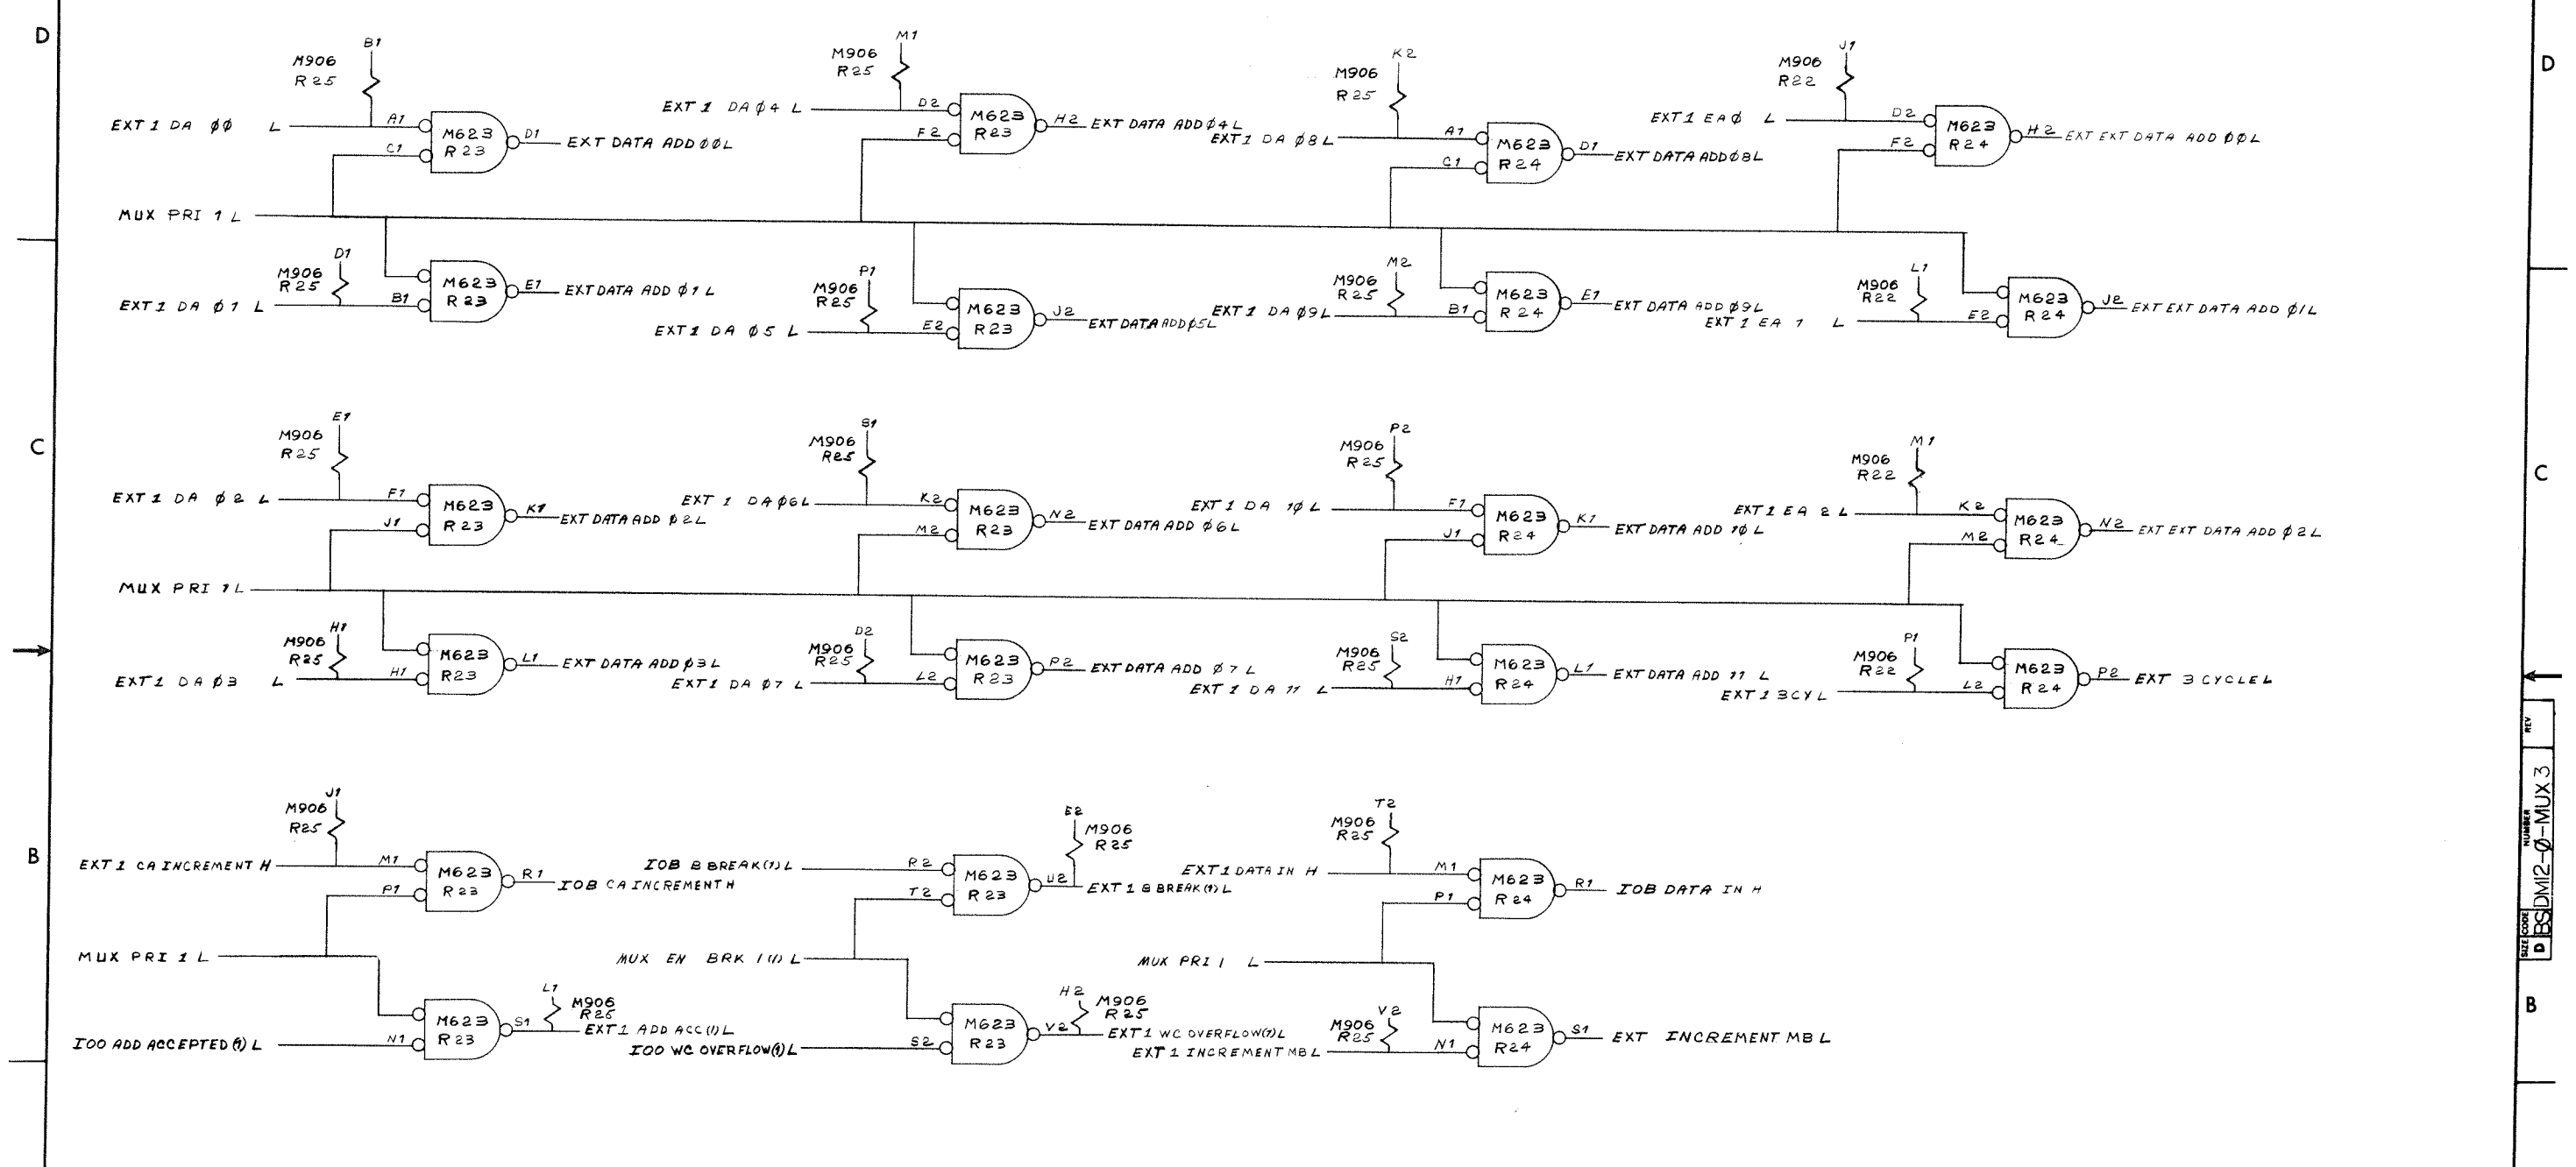 D
D
B1
M906
R25
EXT 1 DA ØØ L
A1
C1
M623
R23
D1
EXT DATA ADD ØØ L
M1
M906
R25
EXT 1 DA Ø4 L
D2
F2
M623
R23
H2
EXT DATA ADD Ø4 L
K2
M906
R25
EXT1 DA Ø8 L
A1
C1
M623
R24
D1
EXT DATA ADD Ø8 L
J1
M906
R22
EXT 1 EA Ø L
D2
F2
M623
R24
H2
EXT EXT DATA ADD ØØ L
MUX PRI 1 L
D1
M906
R25
EXT 1 DA Ø1 L
B1
M623
R23
E1
EXT DATA ADD Ø1 L
P1
M906
R25
EXT 1 DA Ø5 L
E2
M623
R23
J2
EXT DATA ADD Ø5 L
M2
M906
R25
EXT 1 DA Ø9 L
B1
M623
R24
E1
EXT DATA ADD Ø9 L
L1
M906
R22
EXT 1 EA 1 L
E2
M623
R24
J2
EXT EXT DATA ADD Ø1 L
C
C
E1
M906
R25
EXT 1 DA Ø2 L
F1
J1
M623
R23
K1
EXT DATA ADD Ø2 L
S1
M906
R25
EXT 1 DA Ø6 L
K2
M2
M623
R23
N2
EXT DATA ADD Ø6 L
P2
M906
R25
EXT 1 DA 1Ø L
F1
J1
M623
R24
K1
EXT DATA ADD 1Ø L
M1
M906
R22
EXT 1 EA 2 L
K2
M2
M623
R24
N2
EXT EXT DATA ADD Ø2 L
MUX PRI 1 L
H1
M906
R25
EXT 1 DA Ø3 L
H1
M623
R23
L1
EXT DATA ADD Ø3 L
D2
M906
R25
EXT 1 DA Ø7 L
L2
M623
R23
P2
EXT DATA ADD Ø7 L
S2
M906
R25
EXT 1 DA 11 L
H1
M623
R24
L1
EXT DATA ADD 11 L
P1
M906
R22
EXT 1 3CY L
L2
M623
R24
P2
EXT 3 CYCLE L
J1
M906
R25
EXT 1 CA INCREMENT H
M1
P1
M623
R23
R1
IOB CA INCREMENT H
IOB B BREAK(1) L
R2
T2
M623
R23
U2
E2
M906
R25
EXT 1 B BREAK(1) L
T2
M906
R25
EXT 1 DATA IN H
M1
P1
M623
R24
R1
IOB DATA IN H
B
MUX PRI 1 L
MUX EN BRK 1(1) L
MUX PRI 1 L
IOO ADD ACCEPTED(1) L
N1
M623
R23
S1
L1
M906
R25
EXT 1 ADD ACC(1) L
IOO WC OVERFLOW(1) L
S2
M623
R23
V2
H2
M906
R25
EXT 1 WC OVERFLOW(1) L
V2
M906
R25
EXT 1 INCREMENT MB L
N1
M623
R24
S1
EXT INCREMENT MB L
B
SIZE CODE NUMBER REV
D BS DM12-Ø-MUX 3